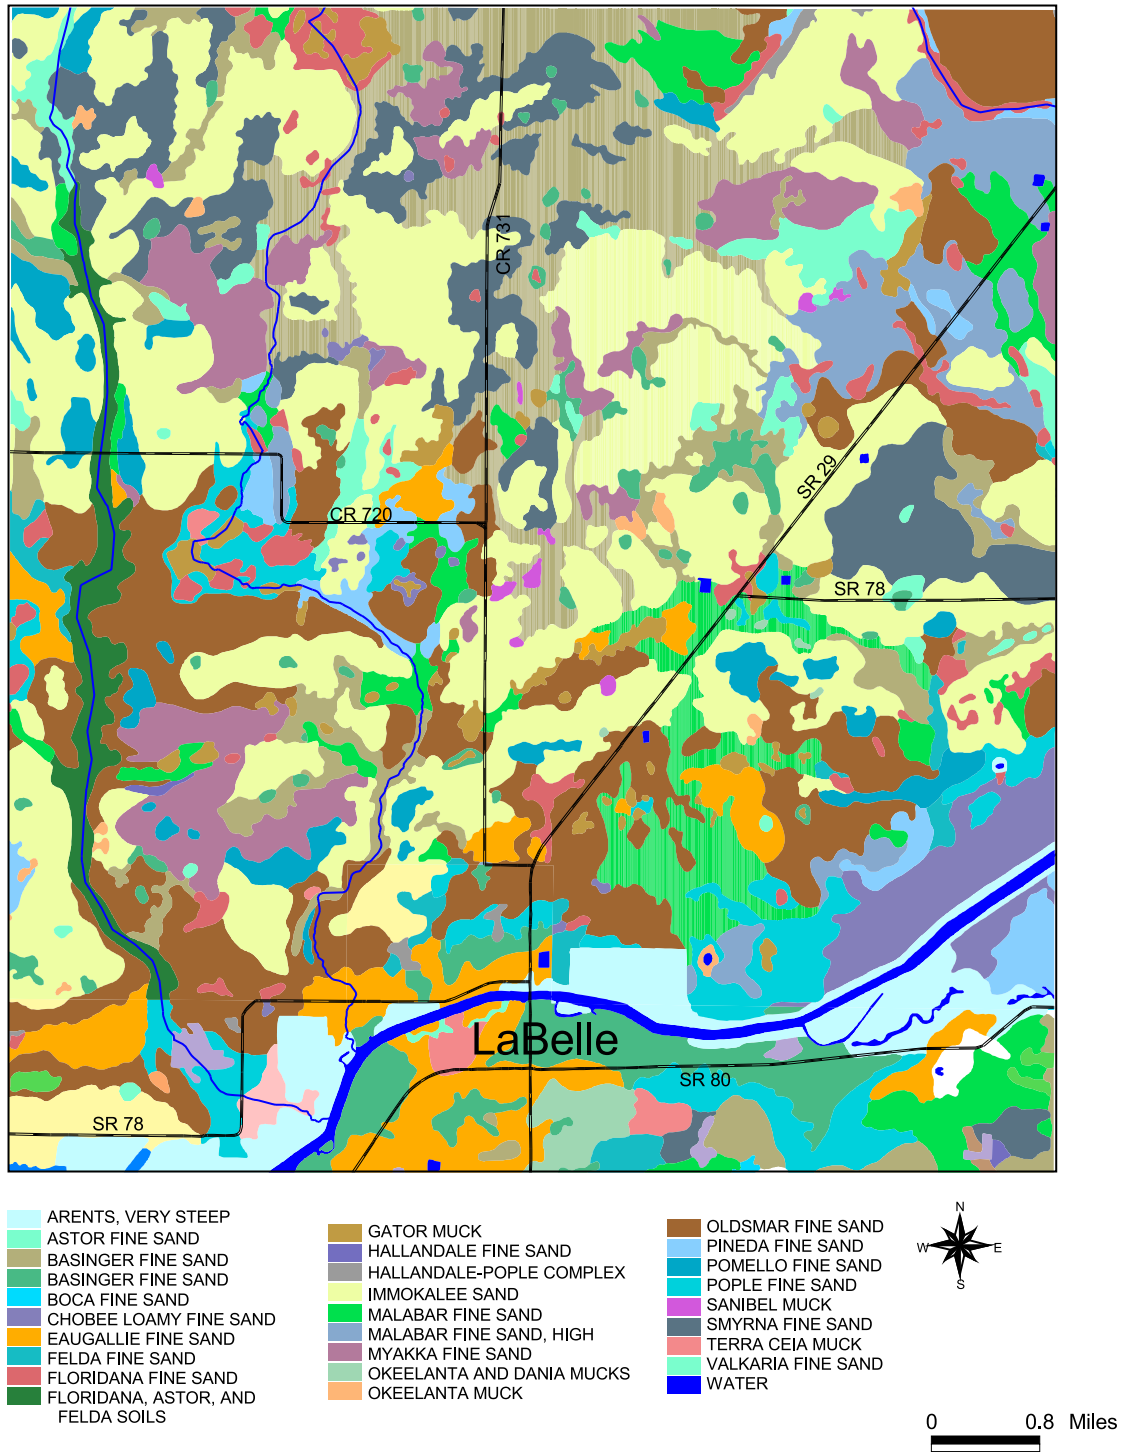 CR 731
SR 29
CR 720
SR 78
LaBelle
SR 80
SR 78
ARENTS, VERY STEEP
ASTOR FINE SAND
BASINGER FINE SAND
BASINGER FINE SAND
BOCA FINE SAND
CHOBEE LOAMY FINE SAND
EAUGALLIE FINE SAND
FELDA FINE SAND
FLORIDANA FINE SAND
FLORIDANA, ASTOR, AND
FELDA SOILS
GATOR MUCK
HALLANDALE FINE SAND
HALLANDALE-POPLE COMPLEX
IMMOKALEE SAND
MALABAR FINE SAND
MALABAR FINE SAND, HIGH
MYAKKA FINE SAND
OKEELANTA AND DANIA MUCKS
OKEELANTA MUCK
OLDSMAR FINE SAND
PINEDA FINE SAND
POMELLO FINE SAND
POPLE FINE SAND
SANIBEL MUCK
SMYRNA FINE SAND
TERRA CEIA MUCK
VALKARIA FINE SAND
WATER
N
W E
S
0 0.8 Miles